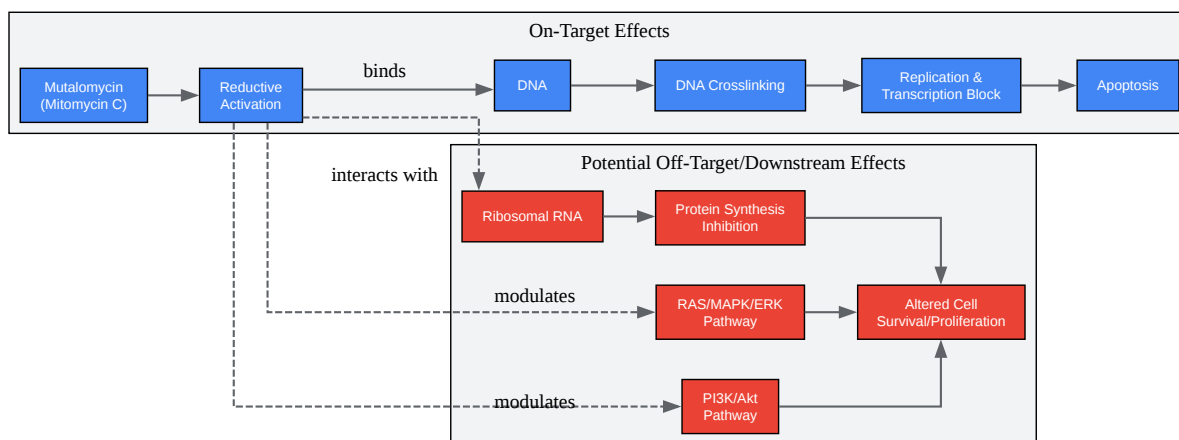 On-Target Effects
Mutalomycin
(Mitomycin C)
Reductive
Activation
binds
DNA
DNA Crosslinking
Replication &
Transcription Block
Apoptosis
Potential Off-Target/Downstream Effects
interacts with
Ribosomal RNA
Protein Synthesis
Inhibition
modulates
RAS/MAPK/ERK
Pathway
Altered Cell
Survival/Proliferation
modulates
PI3K/Akt
Pathway